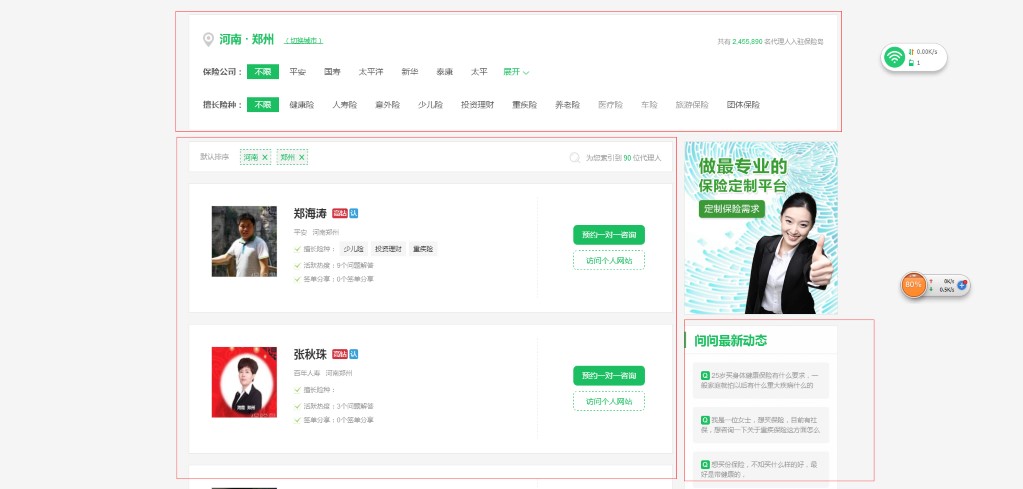 河南 · 郑州 （切换城市）
共有 2,455,890 名代理人入驻保险岛
保险公司： 不限 平安 国寿 太平洋 新华 泰康 太平 展开
擅长险种： 不限 健康险 人寿险 意外险 少儿险 投资理财 重疾险 养老险 医疗险 车险 旅游保险 团体保险
默认排序 河南 × 郑州 ×
为您索引到 90 位代理人
郑海涛 高钻 认
平安 河南郑州
擅长险种： 少儿险 投资理财 重疾险
活跃热度：9个问题解答
签单分享：0个签单分享
预约一对一咨询
访问个人网站
张秋珠 高钻 认
百年人寿 河南郑州
擅长险种：
活跃热度：3个问题解答
签单分享：0个签单分享
预约一对一咨询
访问个人网站
做最专业的
保险定制平台
定制保险需求
问问最新动态
Q 25岁买身体健康保险有什么要求，一
般家庭就怕以后有什么重大疾病什么的
Q 我是一位女士，想买保险，目前有社
保，想咨询一下关于重疾保险这方面怎么
Q 想买份保险，不知买什么样的好，最
好是带健康的，
0.00K/s
1
80%
0K/s
0.5K/s